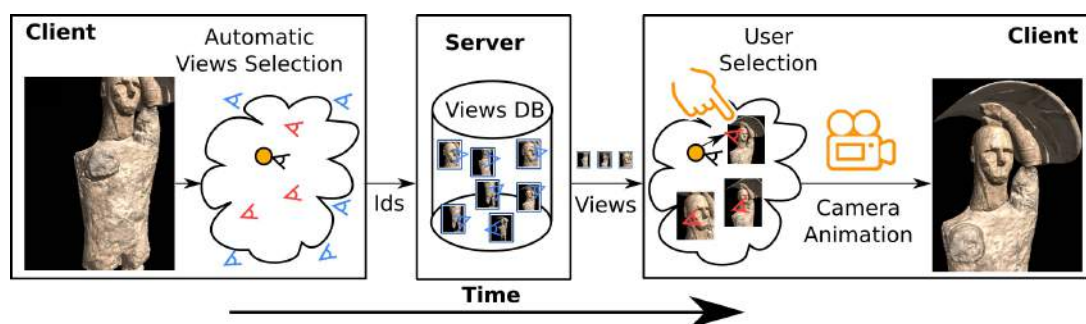 Client
Automatic
Views Selection
Ids
Server
Views DB
Views
User
Selection
Client
Camera
Animation
Time